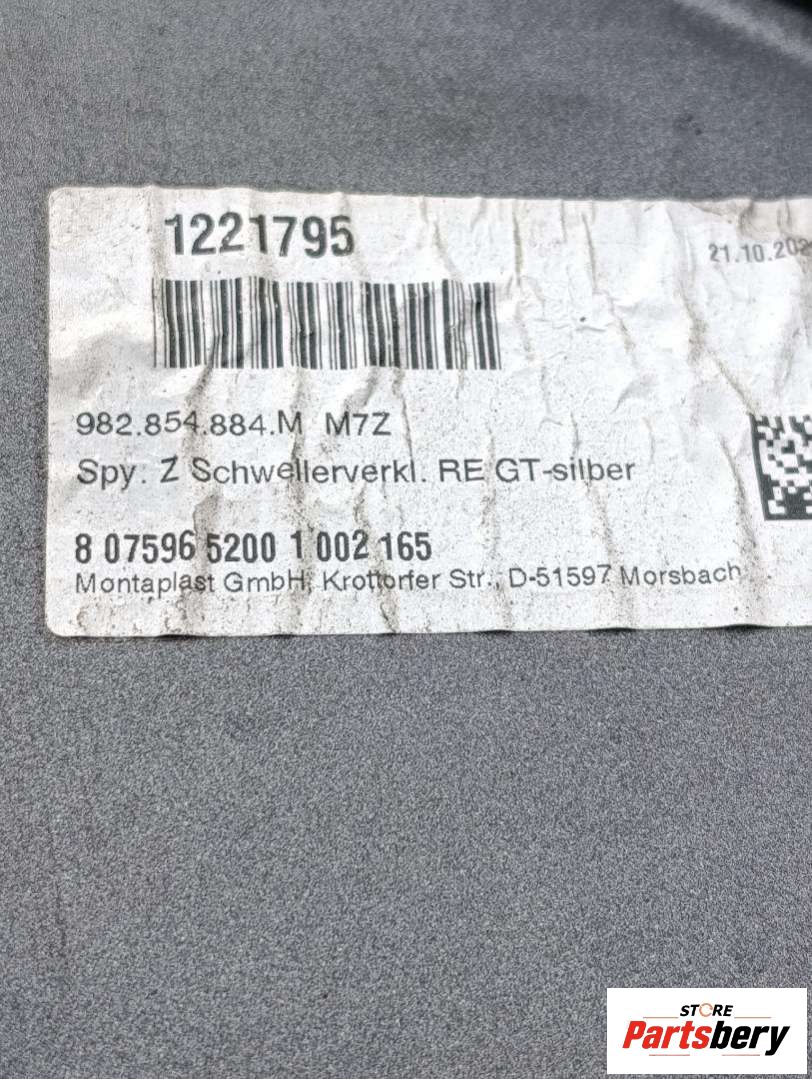 1221795
21.10.202
982.854.884.M M7Z
Spy. Z Schwellerverkl. RE GT-silber
8 07596 5200 1 002 165
Montaplast GmbH, Krottorfer Str., D-51597 Morsbach
STORE
Partsbery